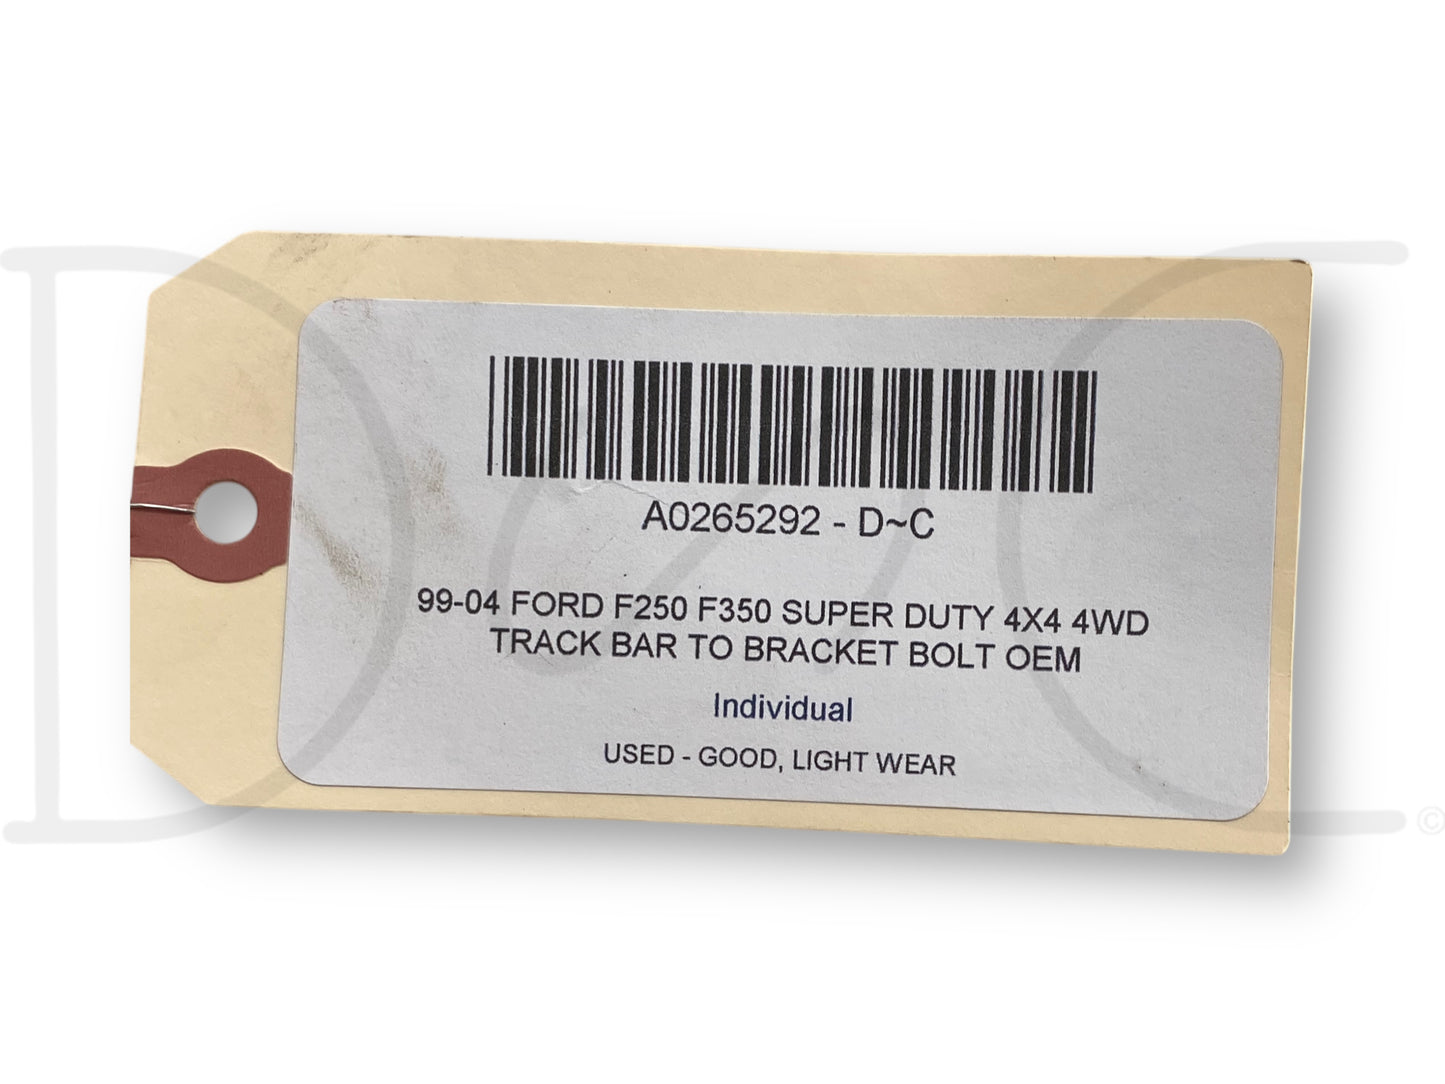 A0265292 - D~C
99-04 FORD F250 F350 SUPER DUTY 4X4 4WD
TRACK BAR TO BRACKET BOLT OEM
Individual
USED - GOOD, LIGHT WEAR
D~C
©